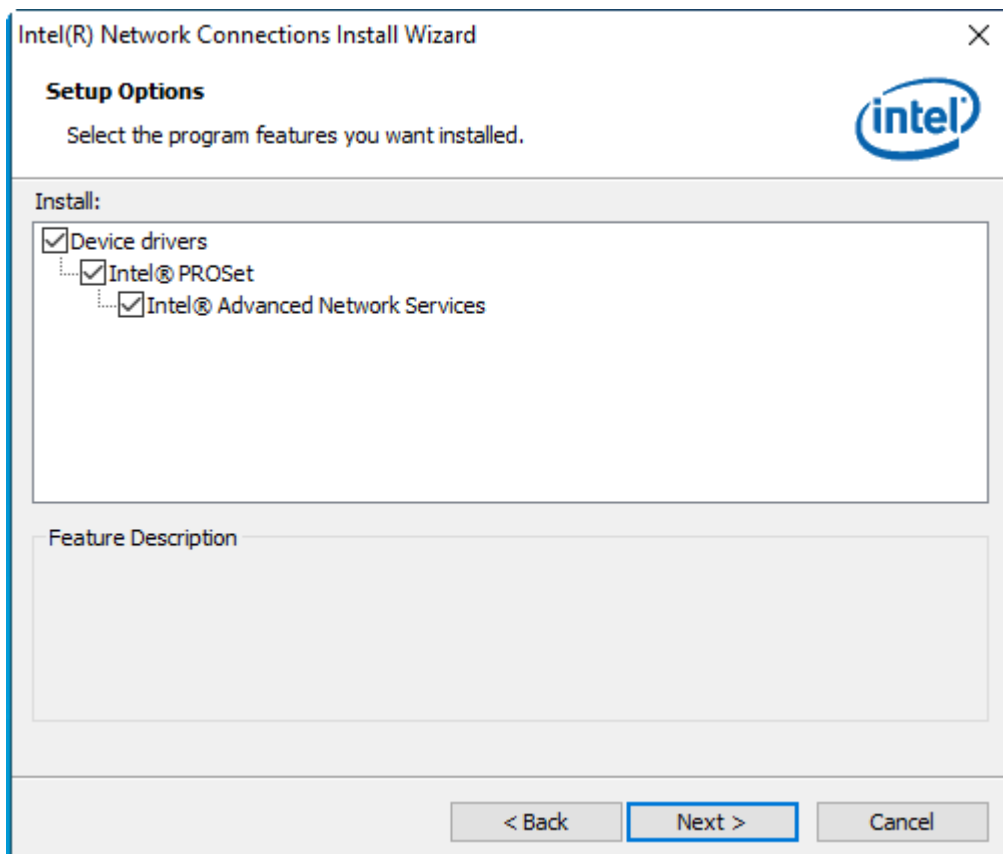 Intel(R) Network Connections Install Wizard
Setup Options
Select the program features you want installed.
intel
Install:
Device drivers
Intel® PROSet
Intel® Advanced Network Services
Feature Description
< Back
Next >
Cancel